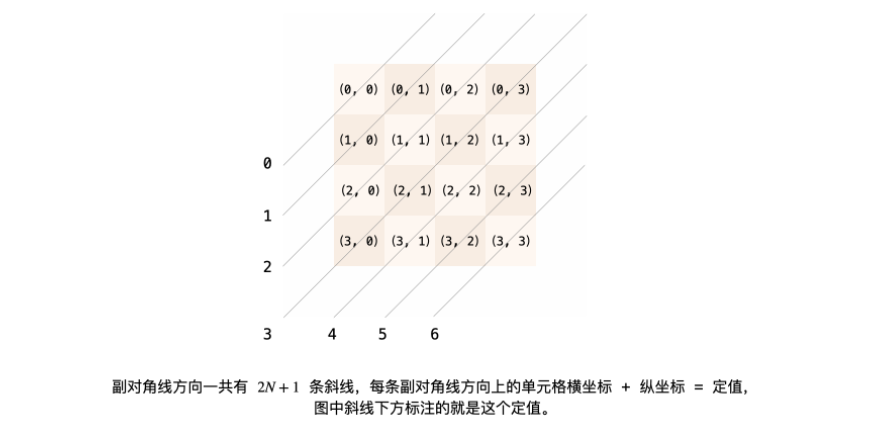 (0, 0) (0, 1) (0, 2) (0, 3)
(1, 0) (1, 1) (1, 2) (1, 3)
0
(2, 0) (2, 1) (2, 2) (2, 3)
1
(3, 0) (3, 1) (3, 2) (3, 3)
2
3 4 5 6
副对角线方向一共有 2N + 1 条斜线，每条副对角线方向上的单元格横坐标 + 纵坐标 = 定值，
图中斜线下方标注的就是这个定值。